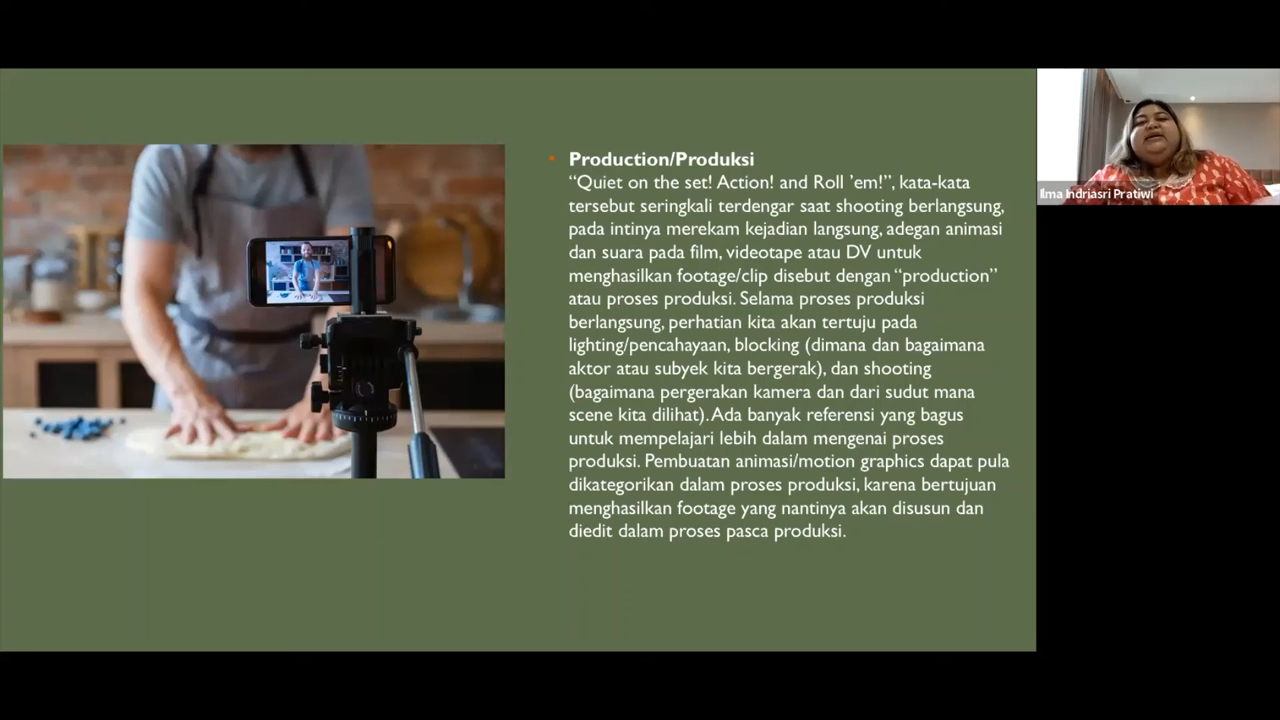 Production/Produksi
“Quiet on the set! Action! and Roll ’em!”, kata-kata
tersebut seringkali terdengar saat shooting berlangsung,
pada intinya merekam kejadian langsung, adegan animasi
dan suara pada film, videotape atau DV untuk
menghasilkan footage/clip disebut dengan “production”
atau proses produksi. Selama proses produksi
berlangsung, perhatian kita akan tertuju pada
lighting/pencahayaan, blocking (dimana dan bagaimana
aktor atau subyek kita bergerak), dan shooting
(bagaimana pergerakan kamera dan dari sudut mana
scene kita dilihat). Ada banyak referensi yang bagus
untuk mempelajari lebih dalam mengenai proses
produksi. Pembuatan animasi/motion graphics dapat pula
dikategorikan dalam proses produksi, karena bertujuan
menghasilkan footage yang nantinya akan disusun dan
diedit dalam proses pasca produksi.
Ilma Indriasri Pratiwi